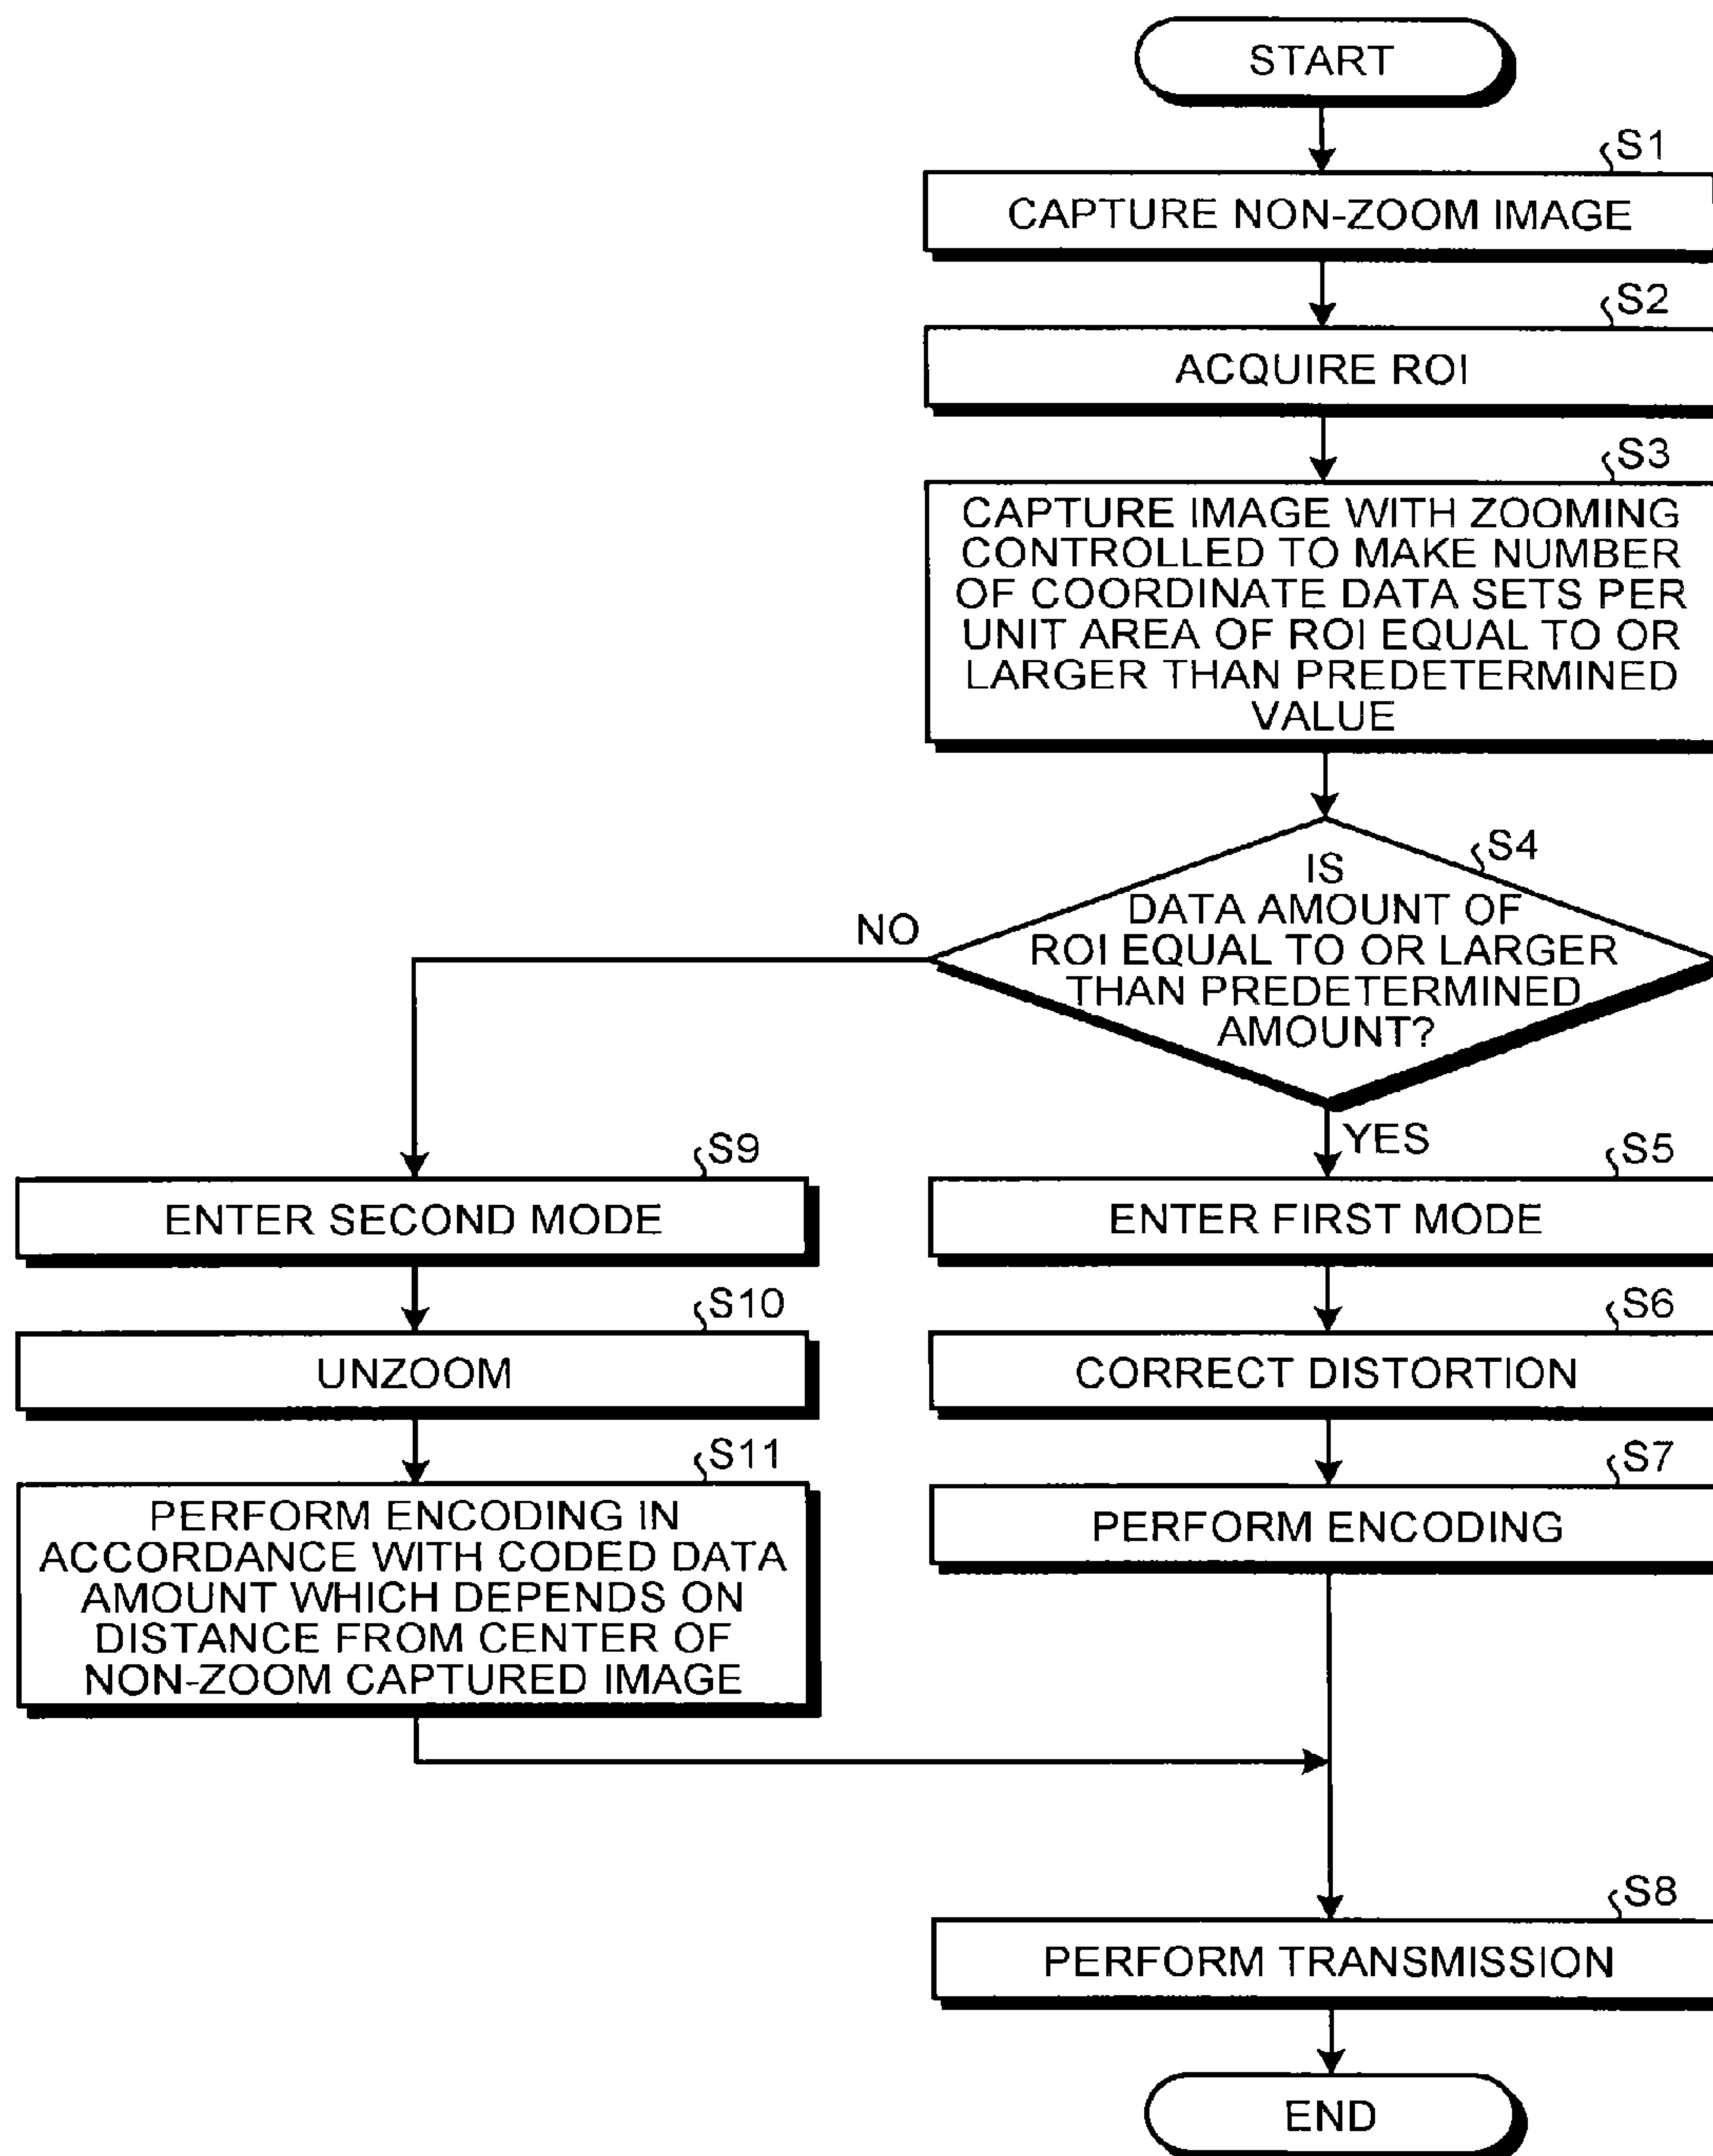 START
S1
CAPTURE NON-ZOOM IMAGE
S2
ACQUIRE ROI
S3
CAPTURE IMAGE WITH ZOOMING
CONTROLLED TO MAKE NUMBER
OF COORDINATE DATA SETS PER
UNIT AREA OF ROI EQUAL TO OR
LARGER THAN PREDETERMINED
VALUE
S4
IS
DATA AMOUNT OF
ROI EQUAL TO OR LARGER
THAN PREDETERMINED
AMOUNT?
NO
YES
S9
ENTER SECOND MODE
S10
UNZOOM
S11
PERFORM ENCODING IN
ACCORDANCE WITH CODED DATA
AMOUNT WHICH DEPENDS ON
DISTANCE FROM CENTER OF
NON-ZOOM CAPTURED IMAGE
S5
ENTER FIRST MODE
S6
CORRECT DISTORTION
S7
PERFORM ENCODING
S8
PERFORM TRANSMISSION
END